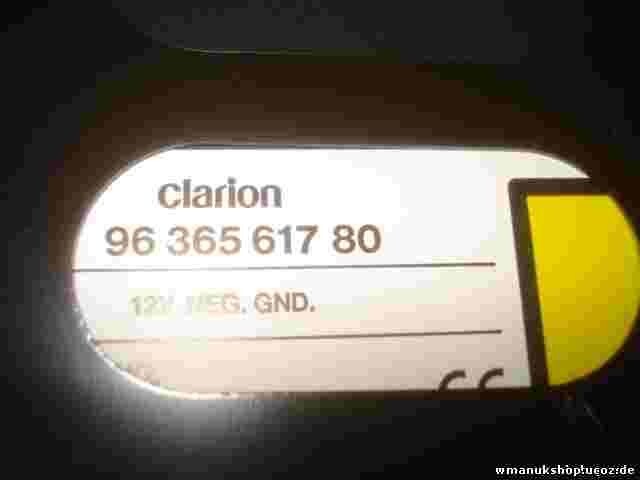 clarion
96 365 617 80
12V NEG. GND.
CE
wmanukshop.ucoz.de